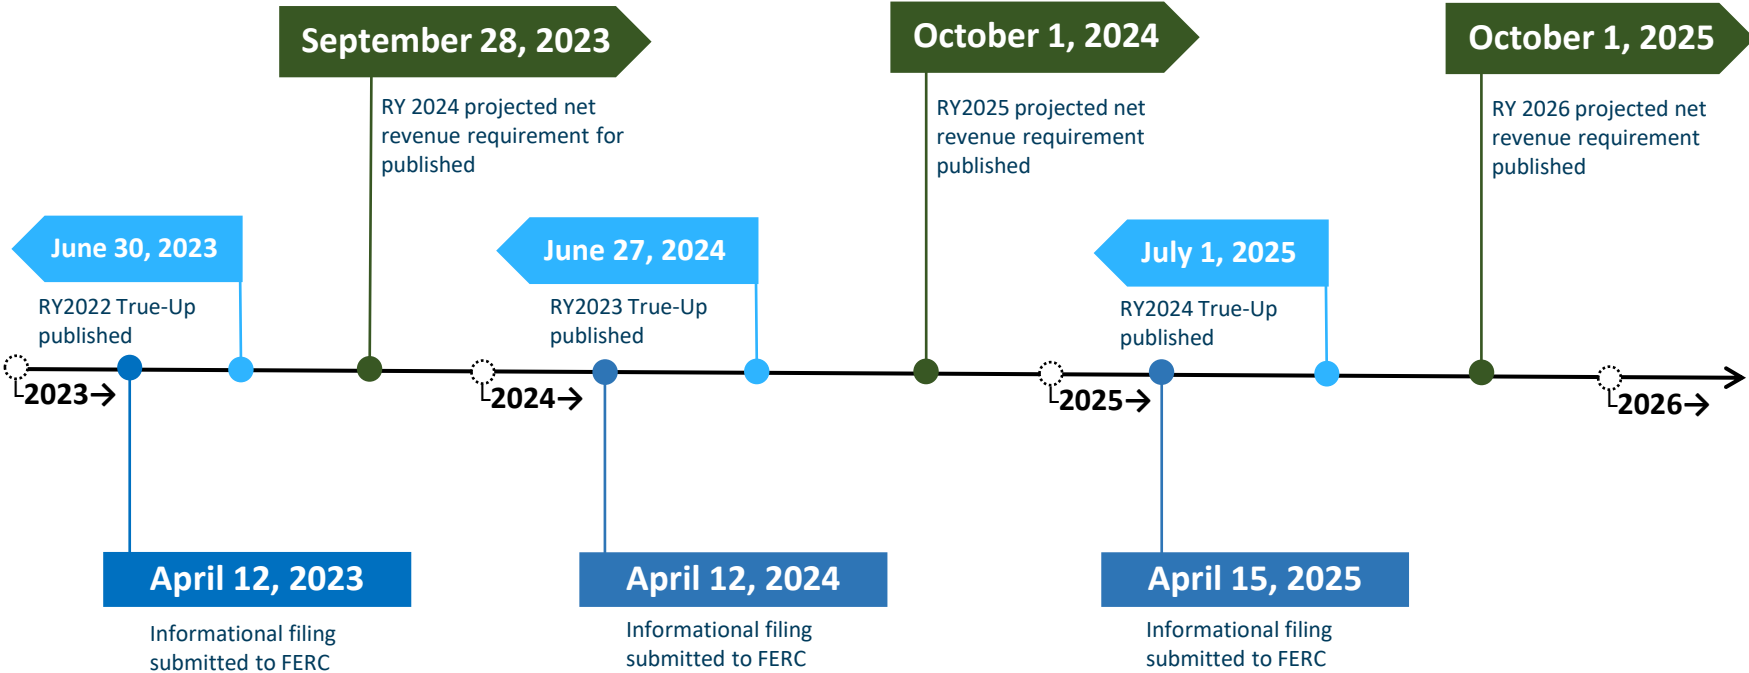 September 28, 2023
RY 2024 projected net
revenue requirement for
published
October 1, 2024
RY2025 projected net
revenue requirement
published
October 1, 2025
RY 2026 projected net
revenue requirement
published
June 30, 2023
RY2022 True-Up
published
June 27, 2024
RY2023 True-Up
published
July 1, 2025
RY2024 True-Up
published
2023→
2024→
2025→
2026→
April 12, 2023
Informational filing
submitted to FERC
April 12, 2024
Informational filing
submitted to FERC
April 15, 2025
Informational filing
submitted to FERC